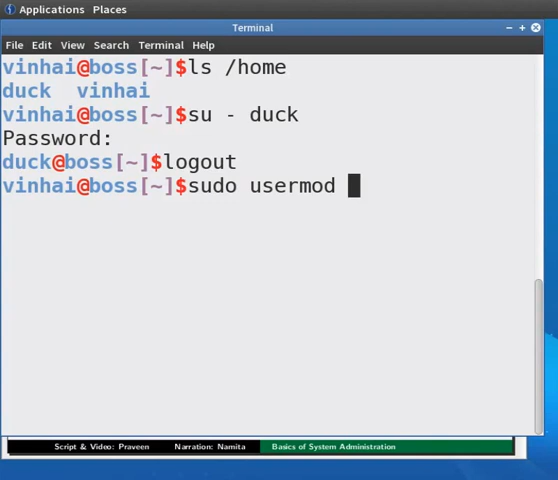 Applications Places
Terminal
File Edit View Search Terminal Help
vinhai@boss[~]$ls /home
duck  vinhai
vinhai@boss[~]$su - duck
Password:
duck@boss[~]$logout
vinhai@boss[~]$sudo usermod
Script & Video: Praveen Narration: Namita Basics of System Administration